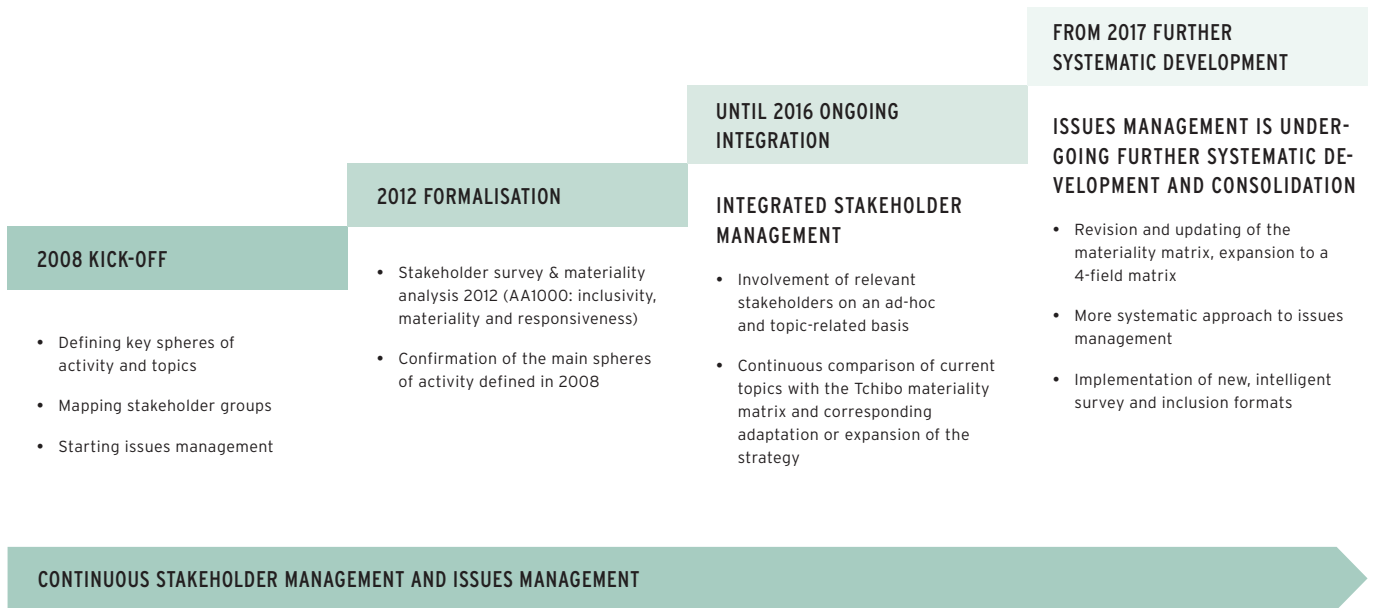 2008 KICK-OFF
• Defining key spheres of
activity and topics
• Mapping stakeholder groups
• Starting issues management
2012 FORMALISATION
• Stakeholder survey & materiality
analysis 2012 (AA1000: inclusivity,
materiality and responsiveness)
• Confirmation of the main spheres
of activity defined in 2008
UNTIL 2016 ONGOING
INTEGRATION
INTEGRATED STAKEHOLDER
MANAGEMENT
• Involvement of relevant
stakeholders on an ad-hoc
and topic-related basis
• Continuous comparison of current
topics with the Tchibo materiality
matrix and corresponding
adaptation or expansion of the
strategy
FROM 2017 FURTHER
SYSTEMATIC DEVELOPMENT
ISSUES MANAGEMENT IS UNDER-
GOING FURTHER SYSTEMATIC DE-
VELOPMENT AND CONSOLIDATION
• Revision and updating of the
materiality matrix, expansion to a
4-field matrix
• More systematic approach to issues
management
• Implementation of new, intelligent
survey and inclusion formats
CONTINUOUS STAKEHOLDER MANAGEMENT AND ISSUES MANAGEMENT